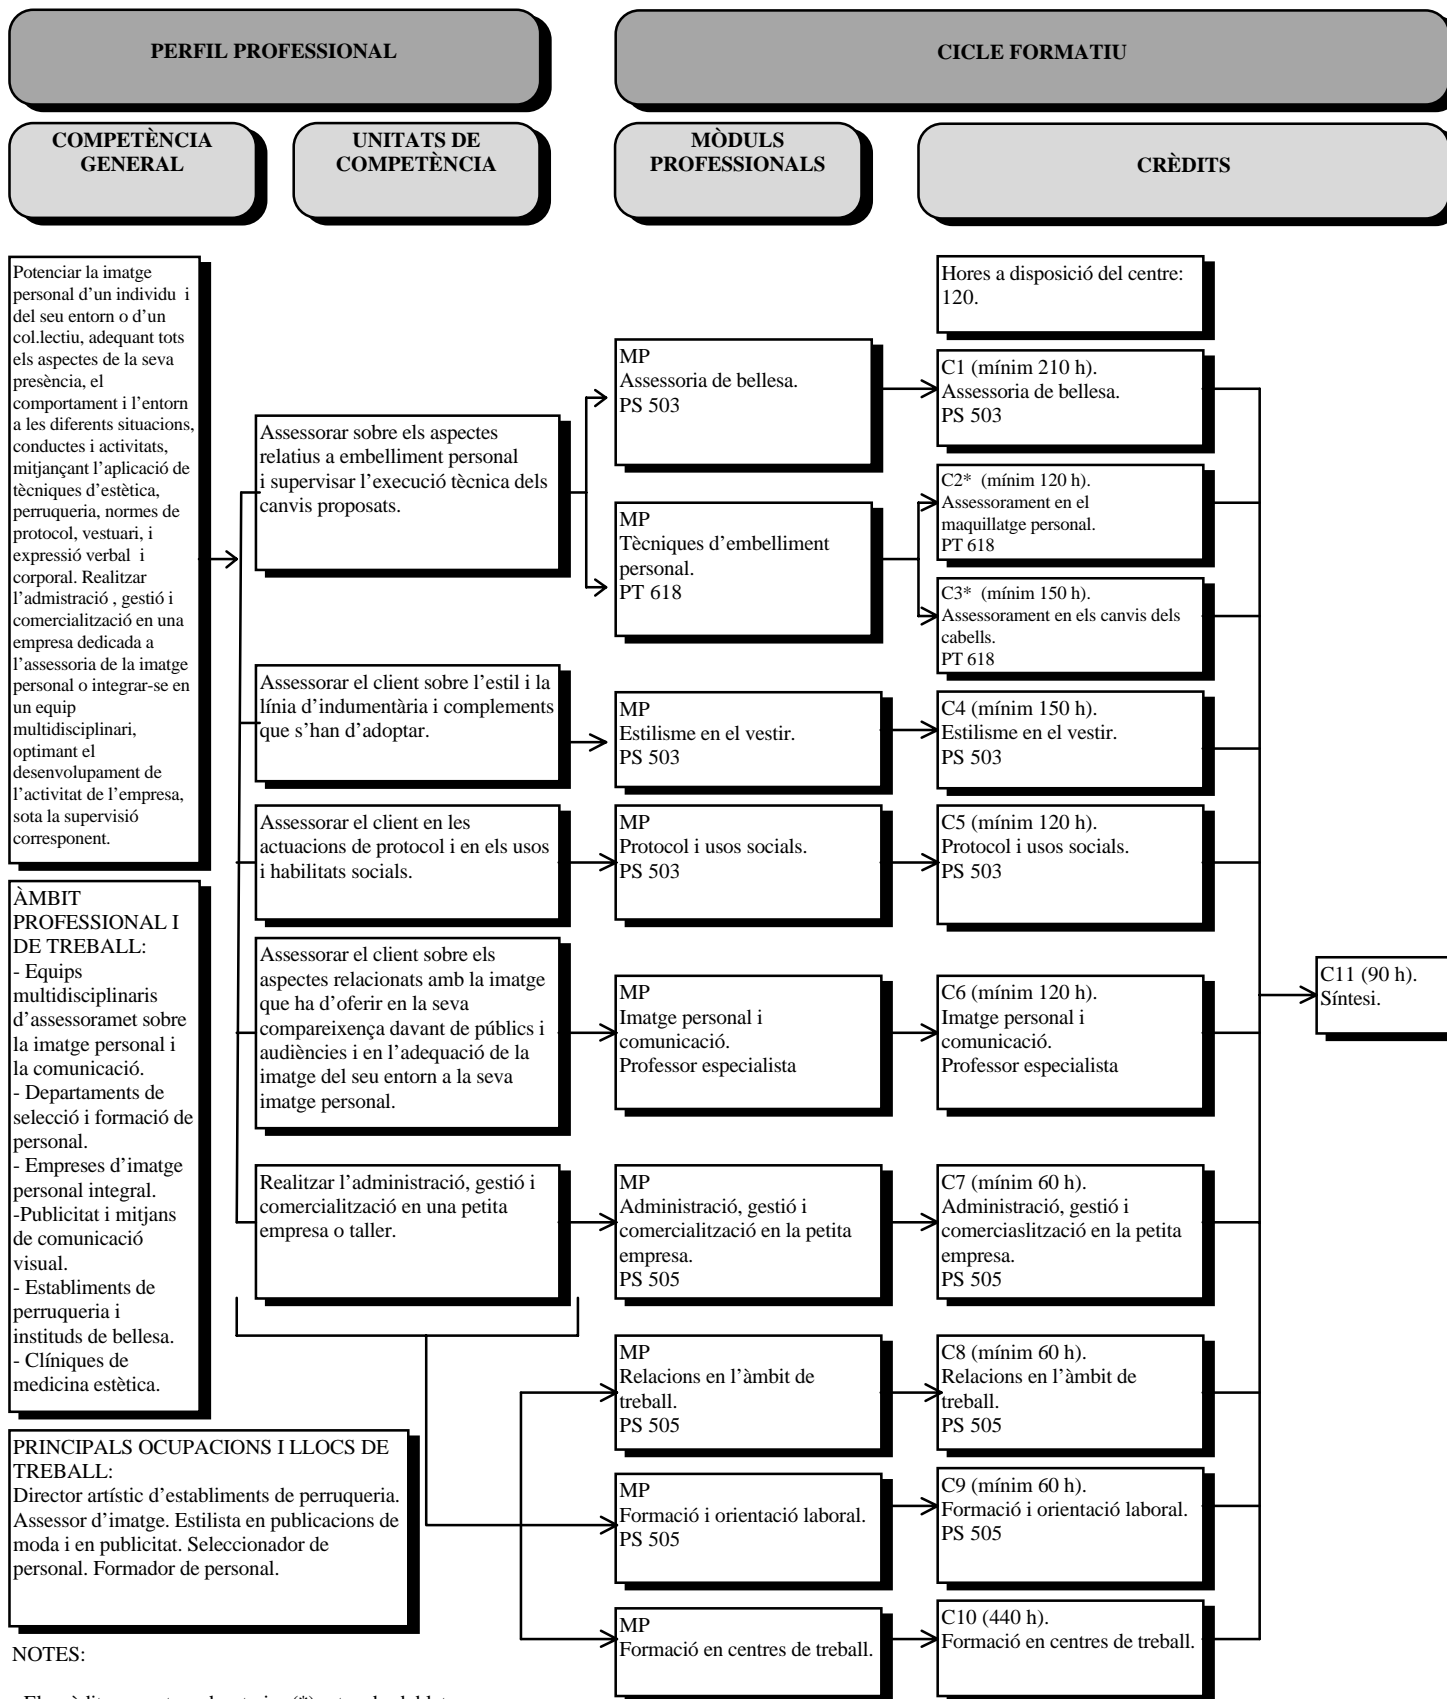 PERFIL PROFESSIONAL
CICLE FORMATIU
COMPETÈNCIA
GENERAL
UNITATS DE
COMPETÈNCIA
MÒDULS
PROFESSIONALS
CRÈDITS
Potenciar la imatge
personal d'un individu i
del seu entorn o d'un
col.lectiu, adequant tots
els aspectes de la seva
presència, el
comportament i l'entorn
a les diferents situacions,
conductes i activitats,
mitjançant l'aplicació de
tècniques d'estètica,
perruqueria, normes de
protocol, vestuari, i
expressió verbal i
corporal. Realitzar
l'admistració , gestió i
comercialització en una
empresa dedicada a
l'assessoria de la imatge
personal o integrar-se en
un equip
multidisciplinari,
optimant el
desenvolupament de
l'activitat de l'empresa,
sota la supervisió
corresponent.
ÀMBIT
PROFESSIONAL I
DE TREBALL:
- Equips
multidisciplinaris
d'assessoramet sobre
la imatge personal i
la comunicació.
- Departaments de
selecció i formació de
personal.
- Empreses d'imatge
personal integral.
-Publicitat i mitjans
de comunicació
visual.
- Establiments de
perruqueria i
instituds de bellesa.
- Clíniques de
medicina estètica.
PRINCIPALS OCUPACIONS I LLOCS DE
TREBALL:
Director artístic d'establiments de perruqueria.
Assessor d'imatge. Estilista en publicacions de
moda i en publicitat. Seleccionador de
personal. Formador de personal.
NOTES:
Assessorar sobre els aspectes
relatius a embelliment personal
i supervisar l'execució tècnica dels
canvis proposats.
Assessorar el client sobre l'estil i la
línia d'indumentària i complements
que s'han d'adoptar.
Assessorar el client en les
actuacions de protocol i en els usos
i habilitats socials.
Assessorar el client sobre els
aspectes relacionats amb la imatge
que ha d'oferir en la seva
compareixença davant de públics i
audiències i en l'adequació de la
imatge del seu entorn a la seva
imatge personal.
Realitzar l'administració, gestió i
comercialització en una petita
empresa o taller.
MP
Assessoria de bellesa.
PS 503
MP
Tècniques d'embelliment
personal.
PT 618
MP
Estilisme en el vestir.
PS 503
MP
Protocol i usos socials.
PS 503
MP
Imatge personal i
comunicació.
Professor especialista
MP
Administració, gestió i
comercialització en la petita
empresa.
PS 505
MP
Relacions en l'àmbit de
treball.
PS 505
MP
Formació i orientació laboral.
PS 505
MP
Formació en centres de treball.
Hores a disposició del centre:
120.
C1 (mínim 210 h).
Assessoria de bellesa.
PS 503
C2* (mínim 120 h).
Assessorament en el
maquillatge personal.
PT 618
C3* (mínim 150 h).
Assessorament en els canvis dels
cabells.
PT 618
C4 (mínim 150 h).
Estilisme en el vestir.
PS 503
C5 (mínim 120 h).
Protocol i usos socials.
PS 503
C6 (mínim 120 h).
Imatge personal i
comunicació.
Professor especialista
C7 (mínim 60 h).
Administració, gestió i
comerciaslització en la petita
empresa.
PS 505
C8 (mínim 60 h).
Relacions en l'àmbit de
treball.
PS 505
C9 (mínim 60 h).
Formació i orientació laboral.
PS 505
C10 (440 h).
Formació en centres de treball.
C11 (90 h).
Síntesi.